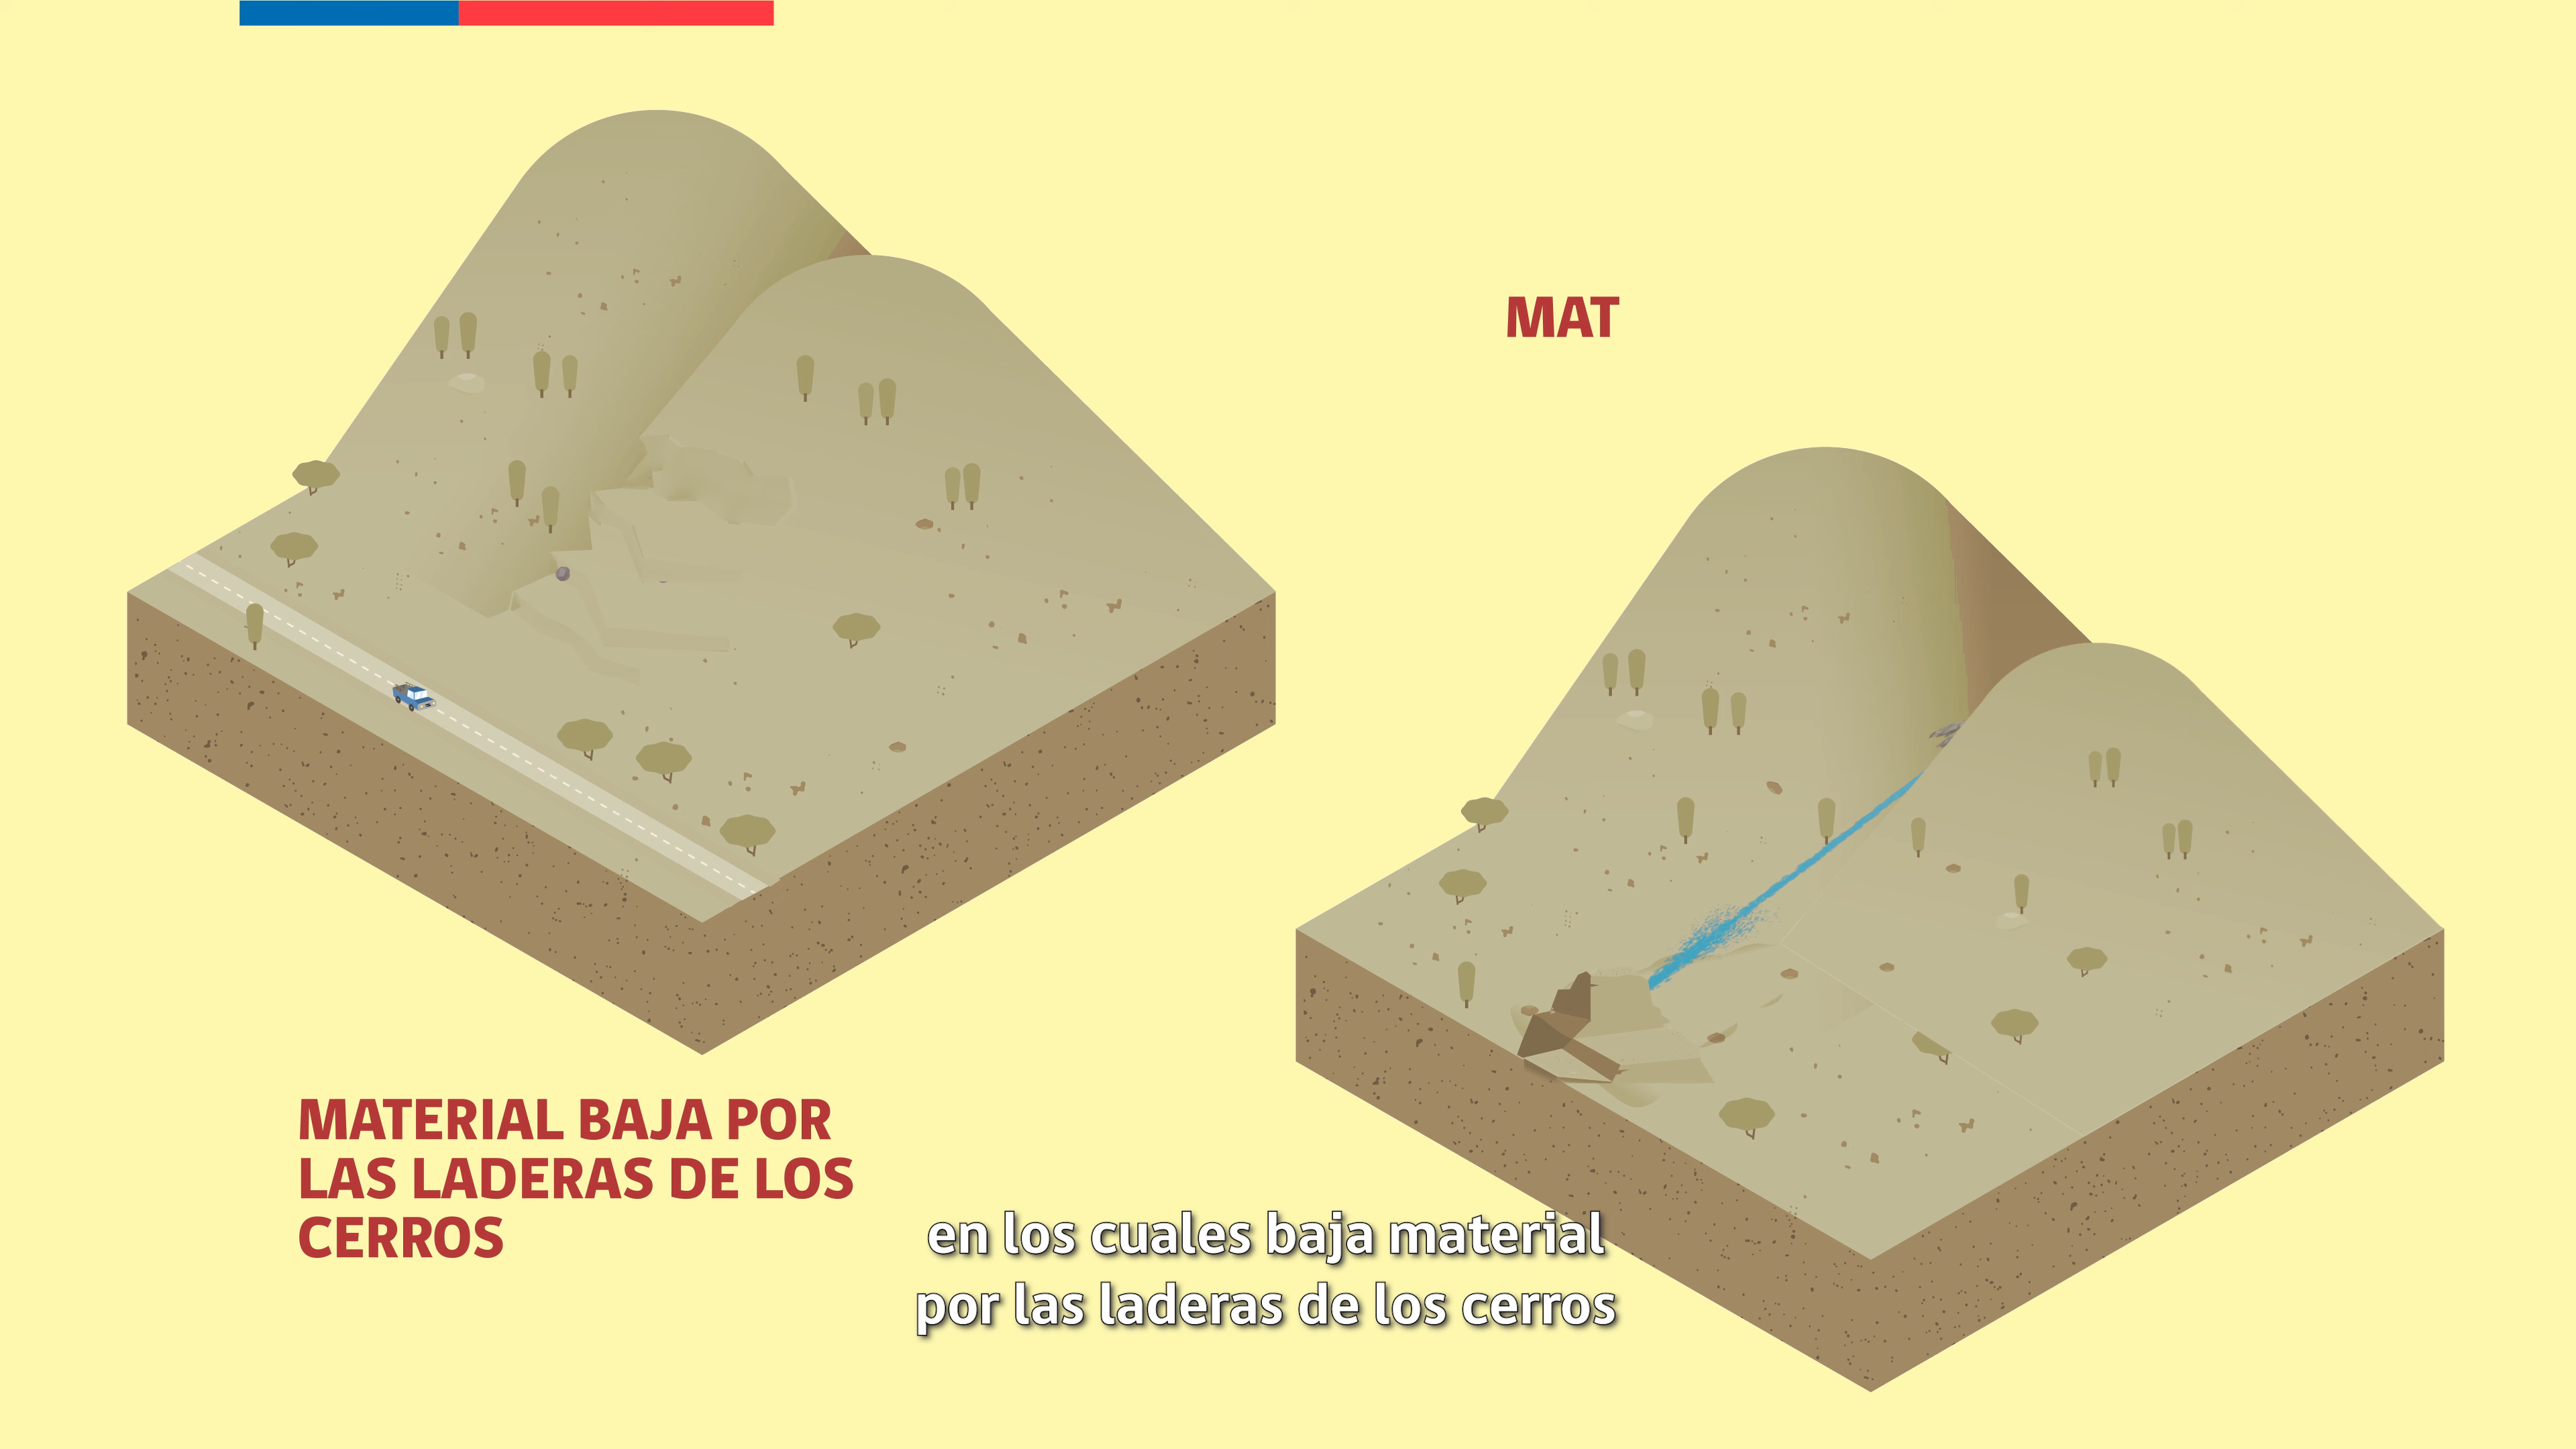 MAT
MATERIAL BAJA POR
LAS LADERAS DE LOS
CERROS
en los cuales baja material
por las laderas de los cerros